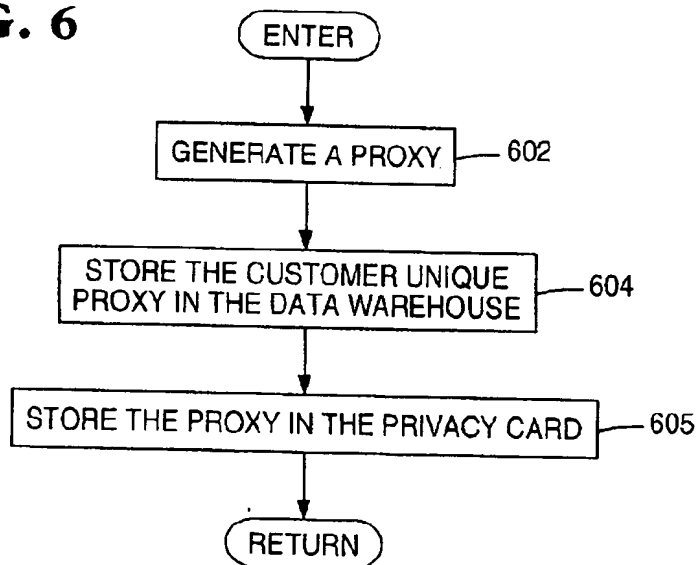 G. 6
ENTER
GENERATE A PROXY
602
STORE THE CUSTOMER UNIQUE
PROXY IN THE DATA WAREHOUSE
604
STORE THE PROXY IN THE PRIVACY CARD
605
RETURN